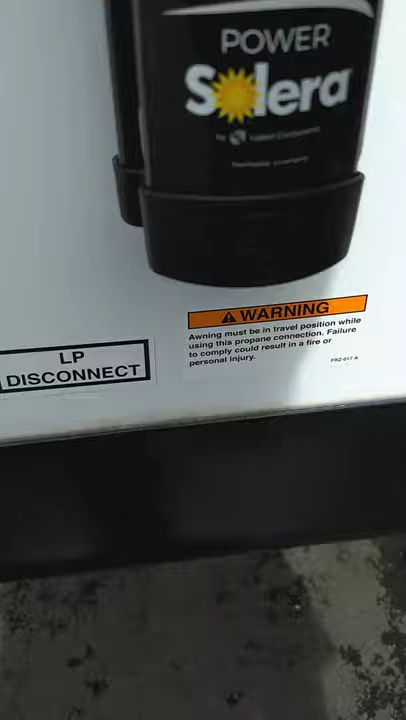 POWER
Solera
by Lippert Components
WARNING
Awning must be in travel position while
using this propane connection. Failure
to comply could result in a fire or
personal injury.
FRZ-017 A
LP
DISCONNECT